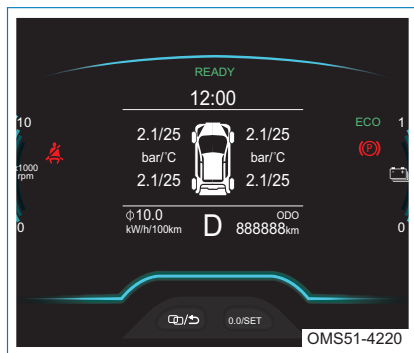 READY
12:00
10
ECO
1
2.1/25
2.1/25
(P)
x1000
rpm
bar/°C
bar/°C
2.1/25
2.1/25
0
0
ϕ10.0
kW/h/100km
D
ODO
888888km
0.0/SET
OMS51-4220